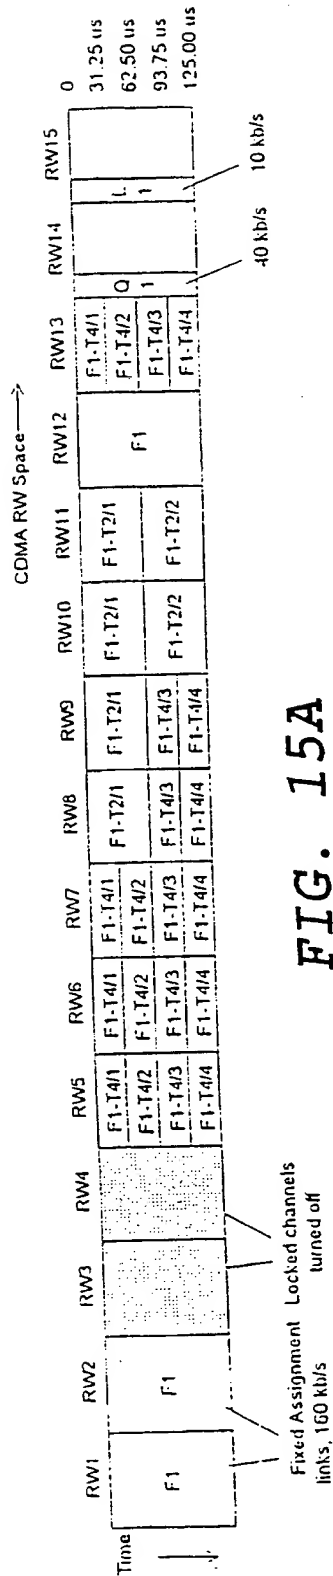 CDMA RW Space
RW1 RW2 RW3 RW4 RW5 RW6 RW7 RW8 RW9 RW10 RW11 RW12 RW13 RW14 RW15
Time
0
31.25 us
62.50 us
93.75 us
125.00 us
F1
F1
F1-T4/1
F1-T4/2
F1-T4/3
F1-T4/4
F1-T4/1
F1-T4/2
F1-T4/3
F1-T4/4
F1-T4/1
F1-T4/2
F1-T4/3
F1-T4/4
F1-T2/1
F1-T4/3
F1-T4/4
F1-T2/1
F1-T4/3
F1-T4/4
F1-T2/1
F1-T2/2
F1-T2/1
F1-T2/2
F1
F1-T4/1
F1-T4/2
F1-T4/3
F1-T4/4
Q
1
L
1
Fixed Assignment
links, 160 kb/s
Locked channels
turned off
40 kb/s
10 kb/s
FIG. 15A